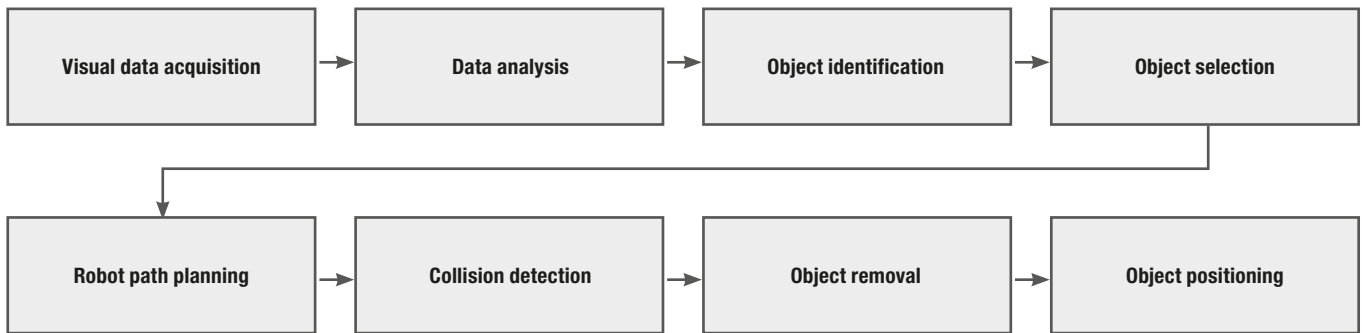 Visual data acquisition
Data analysis
Object identification
Object selection
Robot path planning
Collision detection
Object removal
Object positioning